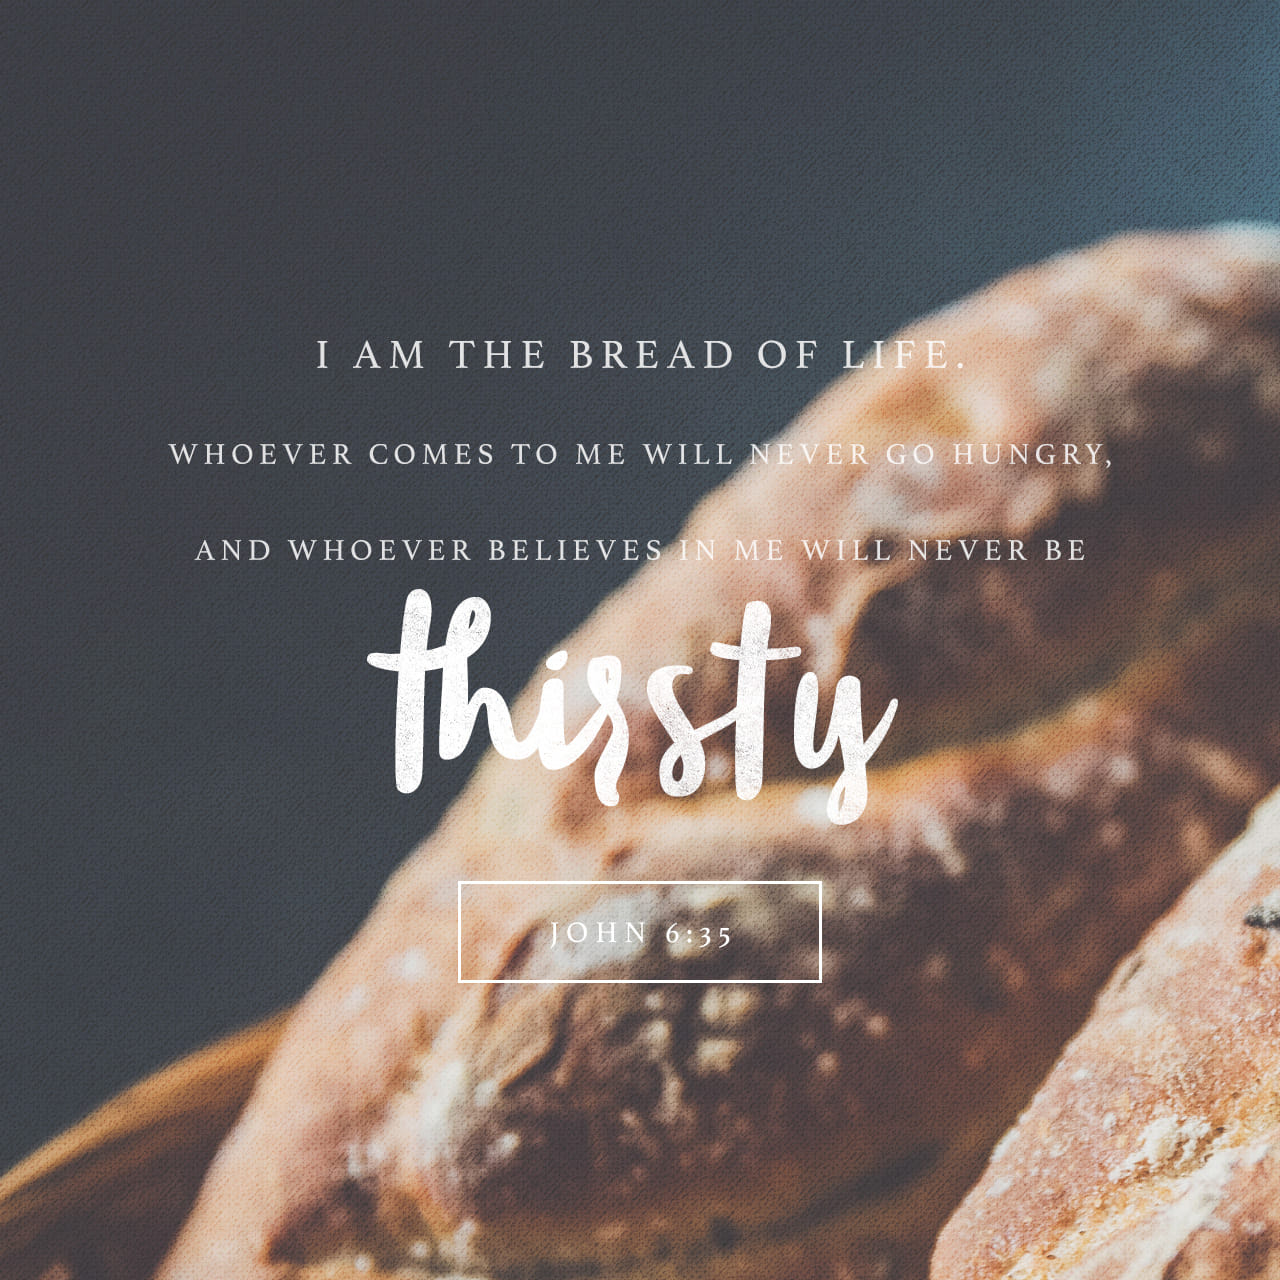 I AM THE BREAD OF LIFE.
WHOEVER COMES TO ME WILL NEVER GO HUNGRY,
AND WHOEVER BELIEVES IN ME WILL NEVER BE
thirsty
JOHN 6:35